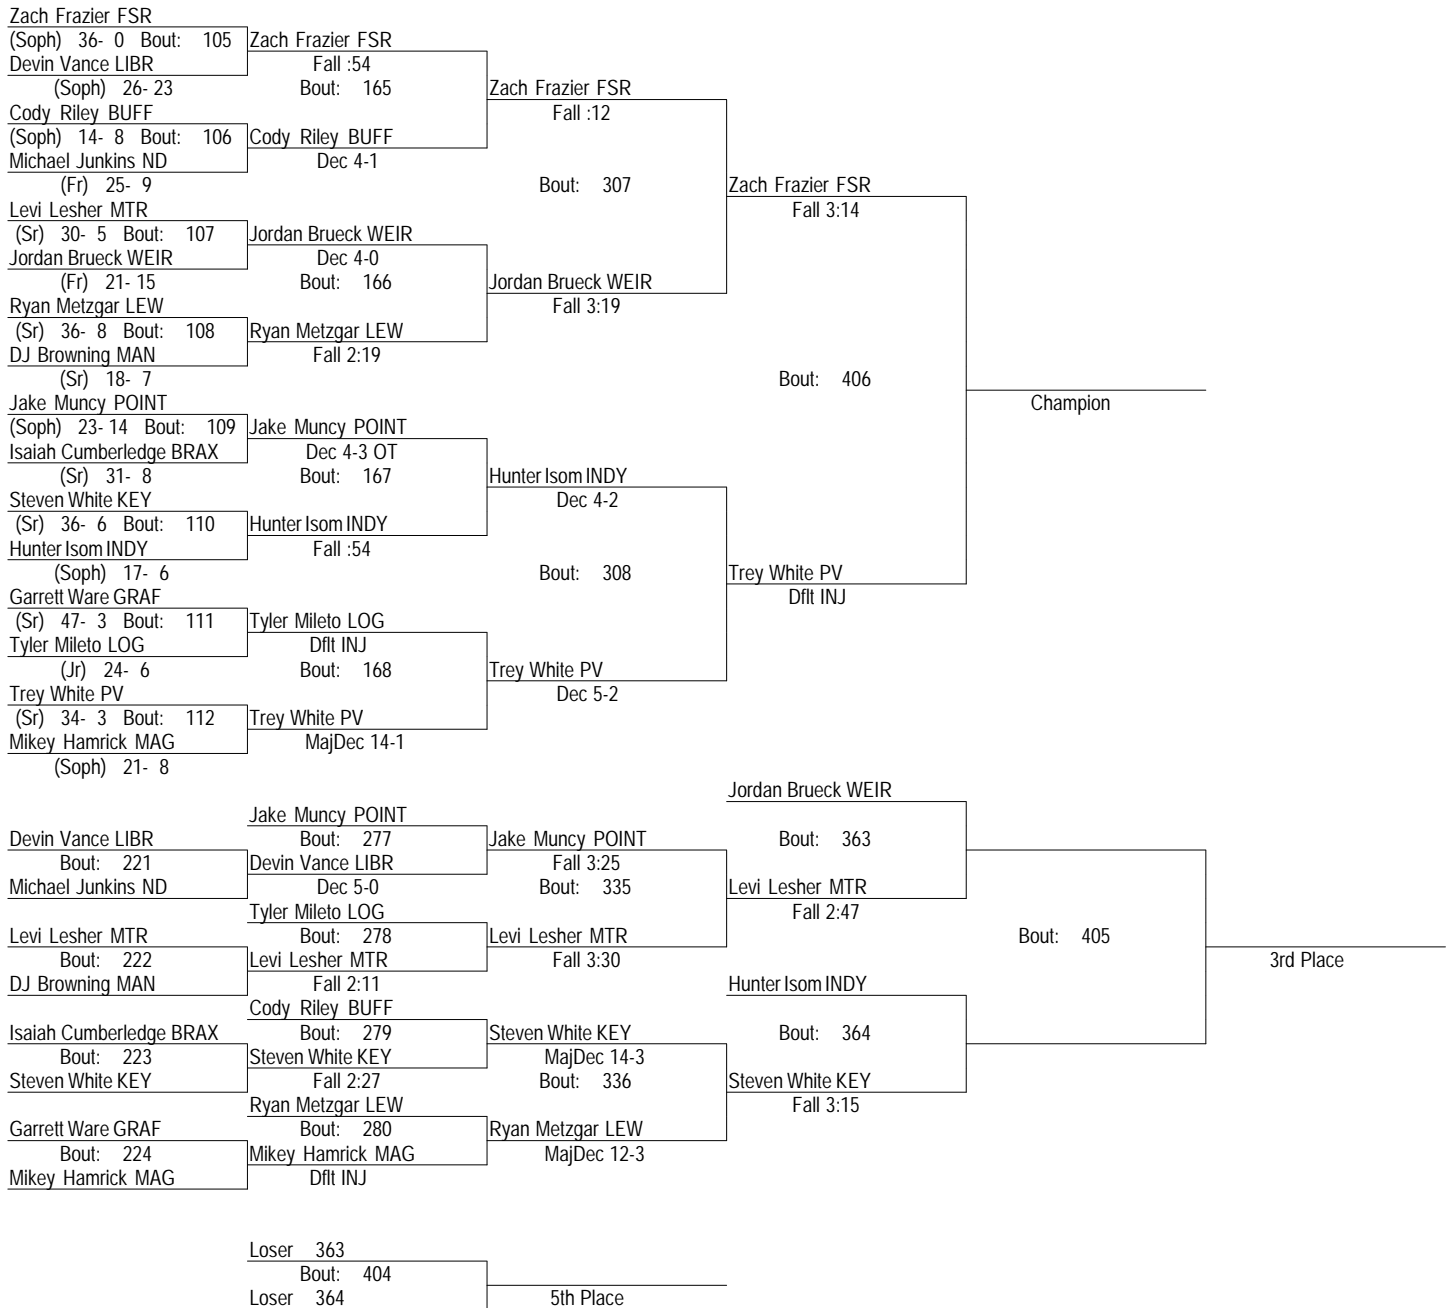 Zach Frazier FSR
(Soph) 36- 0 Bout: 105
Devin Vance LIBR
(Soph) 26- 23
Cody Riley BUFF
(Soph) 14- 8 Bout: 106
Michael Junkins ND
(Fr) 25- 9
Levi Lesher MTR
(Sr) 30- 5 Bout: 107
Jordan Brueck WEIR
(Fr) 21- 15
Ryan Metzgar LEW
(Sr) 36- 8 Bout: 108
DJ Browning MAN
(Sr) 18- 7
Jake Muncy POINT
(Soph) 23- 14 Bout: 109
Isaiah Cumberledge BRAX
(Sr) 31- 8
Steven White KEY
(Sr) 36- 6 Bout: 110
Hunter Isom INDY
(Soph) 17- 6
Garrett Ware GRAF
(Sr) 47- 3 Bout: 111
Tyler Mileto LOG
(Jr) 24- 6
Trey White PV
(Sr) 34- 3 Bout: 112
Mikey Hamrick MAG
(Soph) 21- 8
Zach Frazier FSR
Fall :54
Bout: 165
Cody Riley BUFF
Dec 4-1
Jordan Brueck WEIR
Dec 4-0
Bout: 166
Ryan Metzgar LEW
Fall 2:19
Jake Muncy POINT
Dec 4-3 OT
Bout: 167
Hunter Isom INDY
Fall :54
Tyler Mileto LOG
Dflt INJ
Bout: 168
Trey White PV
MajDec 14-1
Zach Frazier FSR
Fall :12
Bout: 307
Jordan Brueck WEIR
Fall 3:19
Hunter Isom INDY
Dec 4-2
Bout: 308
Trey White PV
Dec 5-2
Zach Frazier FSR
Fall 3:14
Bout: 406
Trey White PV
Dflt INJ
Champion
Devin Vance LIBR
Bout: 221
Michael Junkins ND
Levi Lesher MTR
Bout: 222
DJ Browning MAN
Isaiah Cumberledge BRAX
Bout: 223
Steven White KEY
Garrett Ware GRAF
Bout: 224
Mikey Hamrick MAG
Jake Muncy POINT
Bout: 277
Devin Vance LIBR
Dec 5-0
Tyler Mileto LOG
Bout: 278
Levi Lesher MTR
Fall 2:11
Cody Riley BUFF
Bout: 279
Steven White KEY
Fall 2:27
Ryan Metzgar LEW
Bout: 280
Mikey Hamrick MAG
Dflt INJ
Jake Muncy POINT
Fall 3:25
Bout: 335
Levi Lesher MTR
Fall 3:30
Steven White KEY
MajDec 14-3
Bout: 336
Ryan Metzgar LEW
MajDec 12-3
Jordan Brueck WEIR
Bout: 363
Levi Lesher MTR
Fall 2:47
Hunter Isom INDY
Bout: 364
Steven White KEY
Fall 3:15
Bout: 405
3rd Place
Loser 363
Bout: 404
Loser 364
5th Place